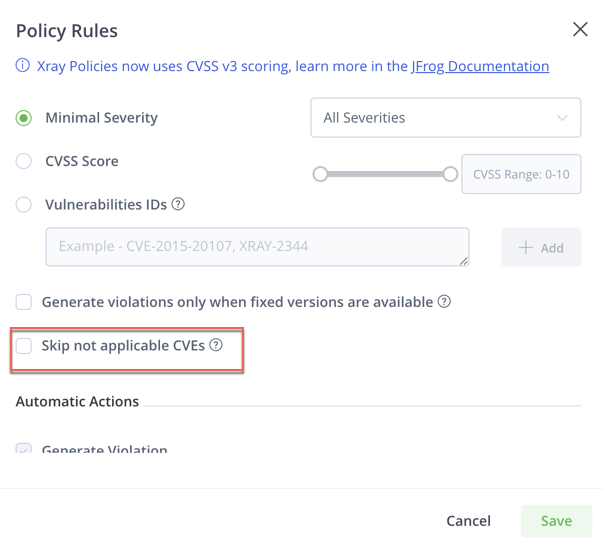 Policy Rules
Xray Policies now uses CVSS v3 scoring, learn more in the JFrog Documentation
Minimal Severity
All Severities
CVSS Score
CVSS Range: 0-10
Vulnerabilities IDs
Example - CVE-2015-20107, XRAY-2344
Add
Generate violations only when fixed versions are available
Skip not applicable CVEs
Automatic Actions
Generate Violation
Cancel
Save